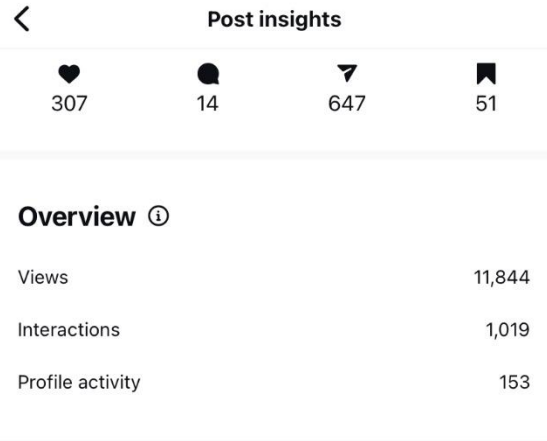 Post insights
307 14 647 51
Overview
Views 11,844
Interactions 1,019
Profile activity 153